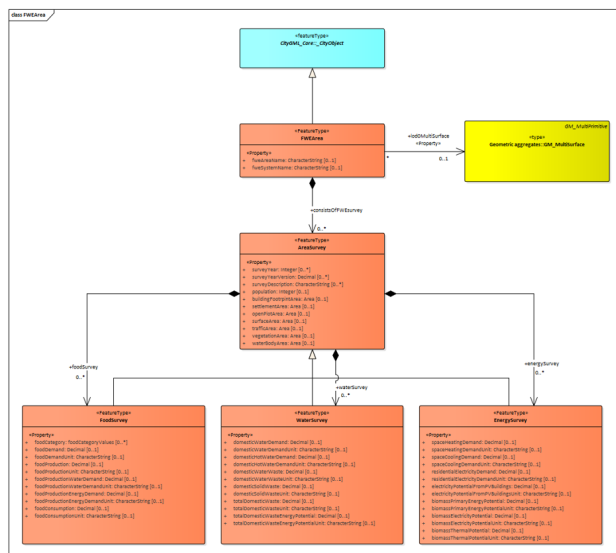 class FWEArea
«featureType»
CityGML_Core::_CityObject
«FeatureType»
FWEArea
«Property»
+ fweAreaName: CharacterString [0..1]
+ fweSystemName: CharacterString [0..1]
+lod0MultiSurface
«Property»
*
0..1
GM_MultiPrimitive
«type»
Geometric aggregates::GM_MultiSurface
+consistsOfFWEsurvey
0..*
«FeatureType»
AreaSurvey
«Property»
+ surveyYear: Integer [0..*]
+ surveyYearVersion: Decimal [0..*]
+ surveyDescription: CharacterString [0..*]
+ population: Integer [0..1]
+ buildingFootprintArea: Area [0..1]
+ settlementArea: Area [0..1]
+ openPlotArea: Area [0..1]
+ surfaceArea: Area [0..1]
+ trafficArea: Area [0..1]
+ vegetationArea: Area [0..1]
+ waterBodyArea: Area [0..1]
+foodSurvey
0..*
+waterSurvey
0..*
+energySurvey
0..*
«FeatureType»
FoodSurvey
«Property»
+ foodCategory: foodCategoryValues [0..*]
+ foodDemand: Decimal [0..1]
+ foodDemandUnit: CharacterString [0..1]
+ foodProduction: Decimal [0..1]
+ foodProductionUnit: CharacterString [0..1]
+ foodProductionWaterDemand: Decimal [0..1]
+ foodProductionWaterDemandUnit: CharacterString [0..1]
+ foodProductionEnergyDemand: Decimal [0..1]
+ foodProductionEnergyDemandUnit: CharacterString [0..1]
+ foodConsumption: Decimal [0..1]
+ foodConsumptionUnit: CharacterString [0..1]
«FeatureType»
WaterSurvey
«Property»
+ domesticWaterDemand: Decimal [0..1]
+ domesticWaterDemandUnit: CharacterString [0..1]
+ domesticHotWaterDemand: Decimal [0..1]
+ domesticHotWaterDemandUnit: CharacterString [0..1]
+ domesticWaterWaste: Decimal [0..1]
+ domesticWaterWasteUnit: CharacterString [0..1]
+ domesticSolidWaste: Decimal [0..1]
+ domesticSolidWasteUnit: CharacterString [0..1]
+ totalDomesticWaste: Decimal [0..1]
+ totalDomesticWasteUnit: CharacterString [0..1]
+ totalDomesticWasteEnergyPotential: Decimal [0..1]
+ totalDomesticWasteEnergyPotentialUnit: CharacterString [0..1]
«FeatureType»
EnergySurvey
«Property»
+ spaceHeatingDemand: Decimal [0..1]
+ spaceHeatingDemandUnit: CharacterString [0..1]
+ spaceCoolingDemand: Decimal [0..1]
+ spaceCoolingDemandUnit: CharacterString [0..1]
+ residentialElectricityDemand: Decimal [0..1]
+ residentialElectricityDemandUnit: CharacterString [0..1]
+ electricityPotentialFromPVBuildings: Decimal [0..1]
+ electricityPotentialFromPVBuildingsUnit: CharacterString [0..1]
+ biomassPrimaryEnergyPotential: Decimal [0..1]
+ biomassPrimaryEnergyPotentialUnit: CharacterString [0..1]
+ biomassElectricityPotential: Decimal [0..1]
+ biomassElectricityPotentialUnit: CharacterString [0..1]
+ biomassThermalPotential: Decimal [0..1]
+ biomassThermalPotentialUnit: CharacterString [0..1]